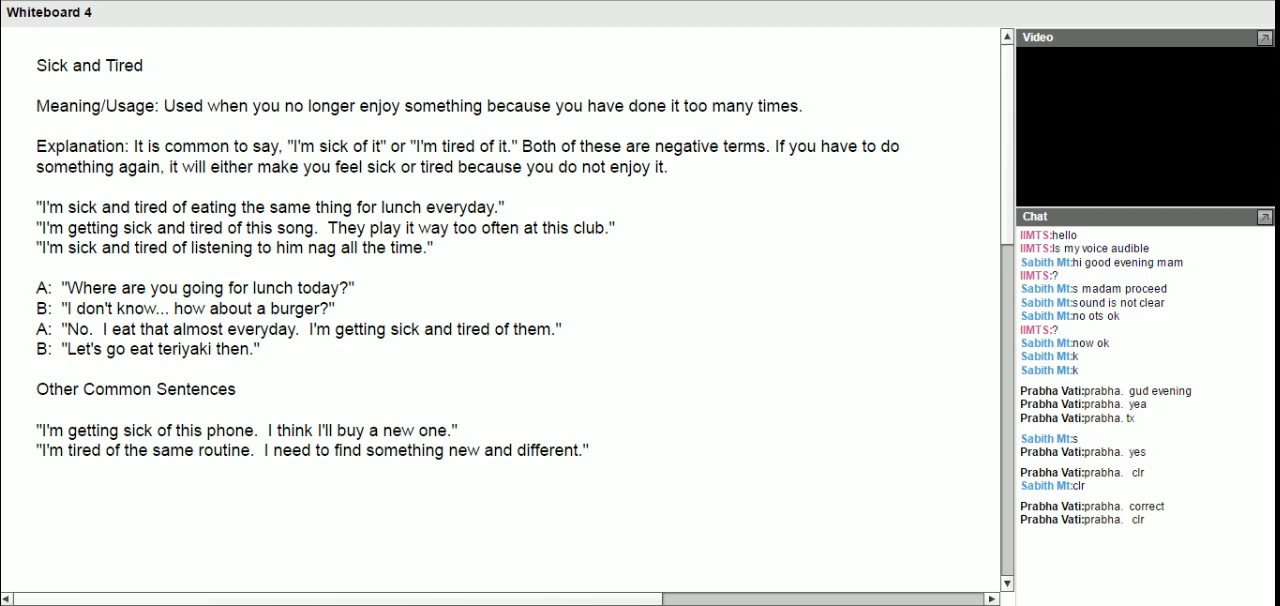 Whiteboard 4
Sick and Tired
Meaning/Usage: Used when you no longer enjoy something because you have done it too many times.
Explanation: It is common to say, "I'm sick of it" or "I'm tired of it." Both of these are negative terms. If you have to do
something again, it will either make you feel sick or tired because you do not enjoy it.
"I'm sick and tired of eating the same thing for lunch everyday."
"I'm getting sick and tired of this song.  They play it way too often at this club."
"I'm sick and tired of listening to him nag all the time."
A:  "Where are you going for lunch today?"
B:  "I don't know... how about a burger?"
A:  "No.  I eat that almost everyday.  I'm getting sick and tired of them."
B:  "Let's go eat teriyaki then."
Other Common Sentences
"I'm getting sick of this phone.  I think I'll buy a new one."
"I'm tired of the same routine.  I need to find something new and different."
Video
Chat
IIMTS:hello
IIMTS:Is my voice audible
Sabith Mt:hi good evening mam
IIMTS:?
Sabith Mt:s madam proceed
Sabith Mt:sound is not clear
Sabith Mt:no ots ok
IIMTS:?
Sabith Mt:now ok
Sabith Mt:k
Sabith Mt:k
Prabha Vati:prabha.  gud evening
Prabha Vati:prabha.  yea
Prabha Vati:prabha. tx
Sabith Mt:s
Prabha Vati:prabha.  yes
Prabha Vati:prabha.   clr
Sabith Mt:clr
Prabha Vati:prabha.  correct
Prabha Vati:prabha.   clr